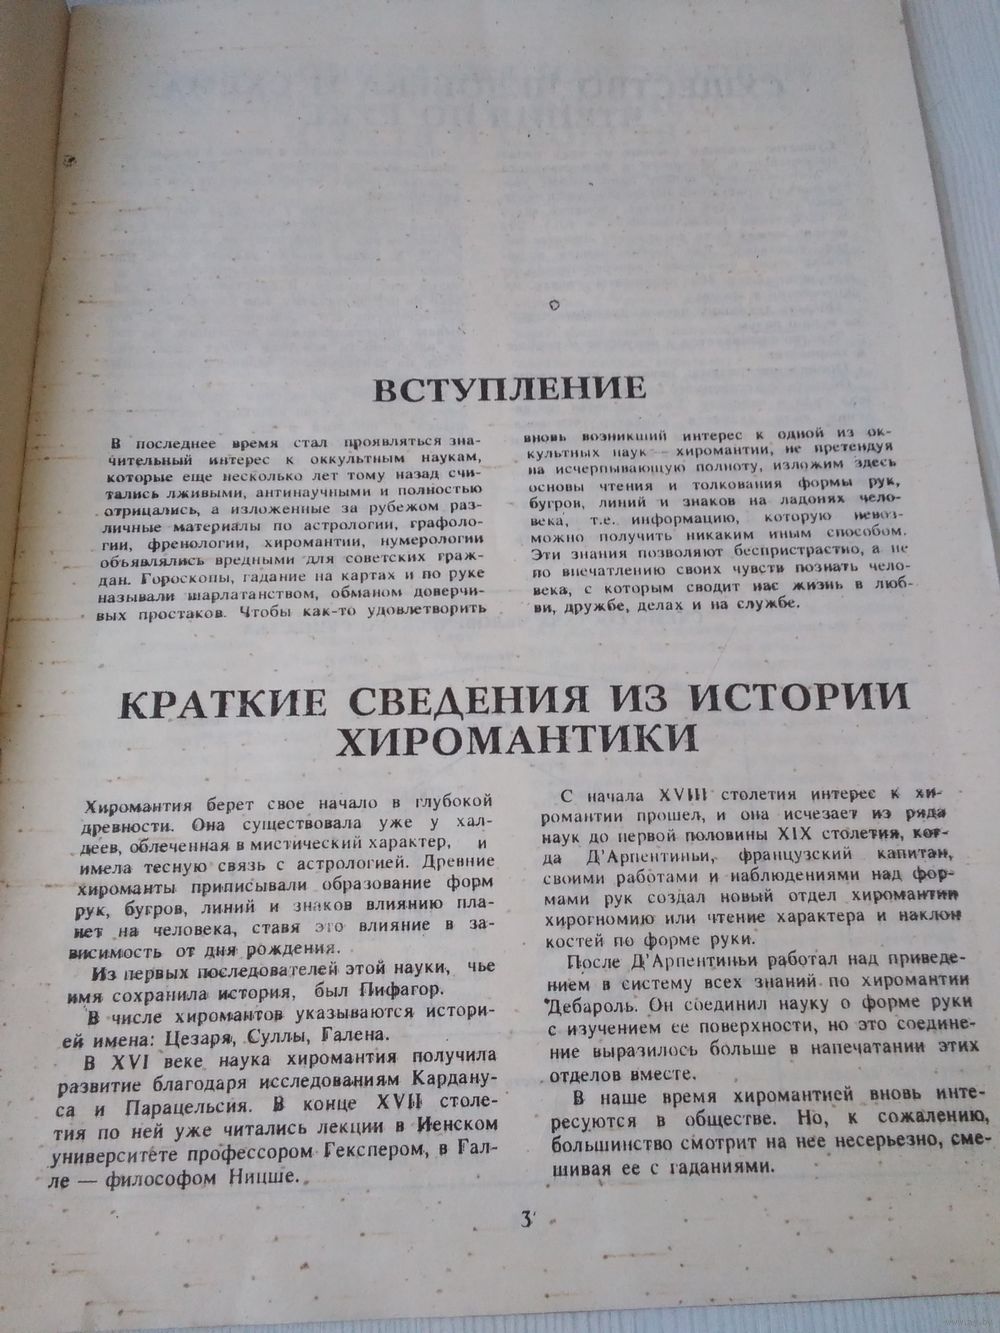 ВСТУПЛЕНИЕ
В последнее время стал проявляться зна-
чительный интерес к оккультным наукам,
которые еще несколько лет тому назад счи-
тались лживыми, антинаучными и полностью
отрицались, а изложенные за рубежом раз-
личные материалы по астрологии, графоло-
гии, френологии, хиромантии, нумерологии
объявлялись вредными для советских граж-
дан. Гороскопы, гадание на картах и по руке
называли шарлатанством, обманом доверчи-
вых простаков. Чтобы как-то удовлетворить
вновь возникший интерес к одной из ок-
культных наук — хиромантии, не претендуя
на исчерпывающую полноту, изложим здесь
основы чтения и толкования формы рук,
бугров, линий и знаков на ладонях чело-
века, т.е. информацию, которую невоз-
можно получить никаким иным способом.
Эти знания позволяют беспристрастно, а не
по впечатлению своих чувств познать чело-
века, с которым сводит нас жизнь в люб-
ви, дружбе, делах и на службе.
КРАТКИЕ СВЕДЕНИЯ ИЗ ИСТОРИИ
ХИРОМАНТИКИ
Хиромантия берет свое начало в глубокой
древности. Она существовала уже у хал-
деев, облеченная в мистический характер, и
имела тесную связь с астрологией. Древние
хироманты приписывали образование форм
рук, бугров, линий и знаков влиянию пла-
нет на человека, ставя это влияние в за-
висимость от дня рождения.
Из первых последователей этой науки, чье
имя сохранила история, был Пифагор.
В числе хиромантов указываются истори-
ей имена: Цезаря, Суллы, Галена.
В XVI веке наука хиромантия получила
развитие благодаря исследованиям Кардану-
са и Парацельсия. В конце XVII столе-
тия по ней уже читались лекции в Иенском
университете профессором Гекспером, в Гал-
ле — философом Ницше.
С начала XVIII столетия интерес к хи-
романтии прошел, и она исчезает из ряда
наук до первой половины XIX столетия, ког-
да Д'Арпентиньи, французский капитан,
своими работами и наблюдениями над фор-
мами рук создал новый отдел хиромантии
хирогномию или чтение характера и наклон
костей по форме руки.
После Д'Арпентиньи работал над приведе-
нием в систему всех знаний по хиромантии
Дебароль. Он соединил науку о форме руки
с изучением ее поверхности, но это соедине-
ние выразилось больше в напечатании этих
отделов вместе.
В наше время хиромантией вновь инте-
ресуются в обществе. Но, к сожалению,
большинство смотрит на нее несерьезно, сме-
шивая ее с гаданиями.
3